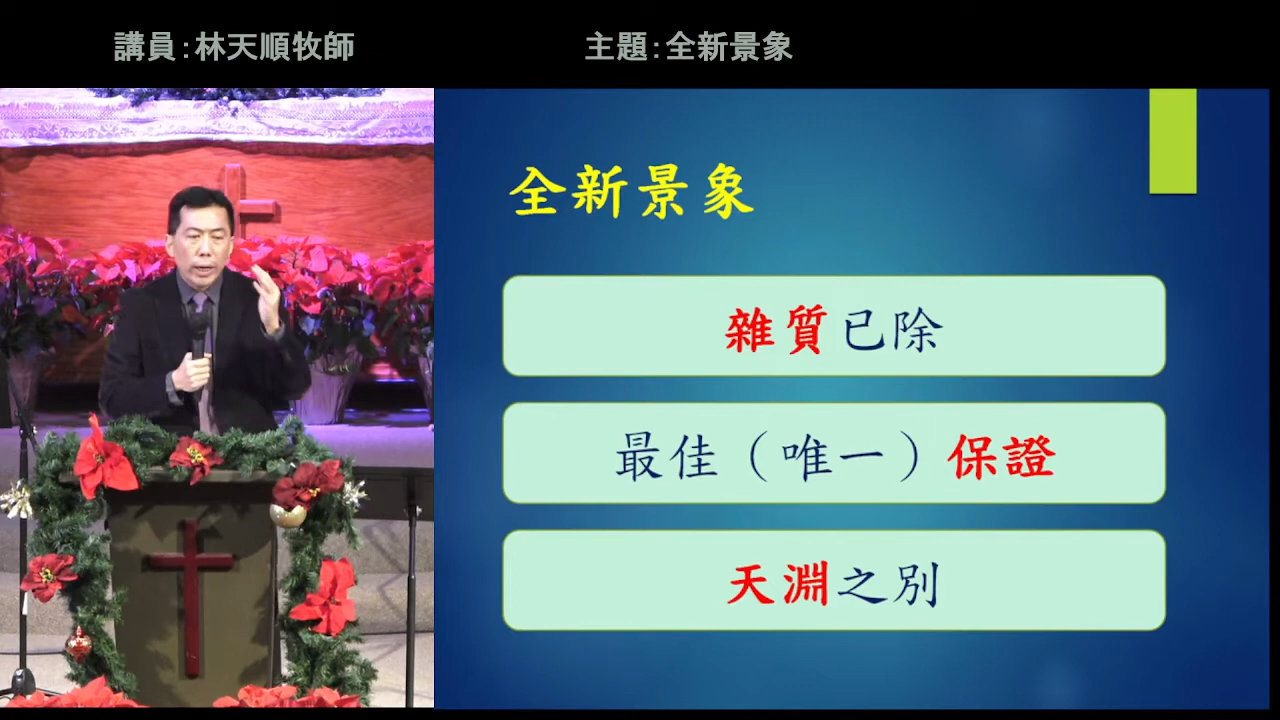 講員:林天順牧師
主題:全新景象
全新景象
雜質已除
最佳（唯一）保證
天淵之別